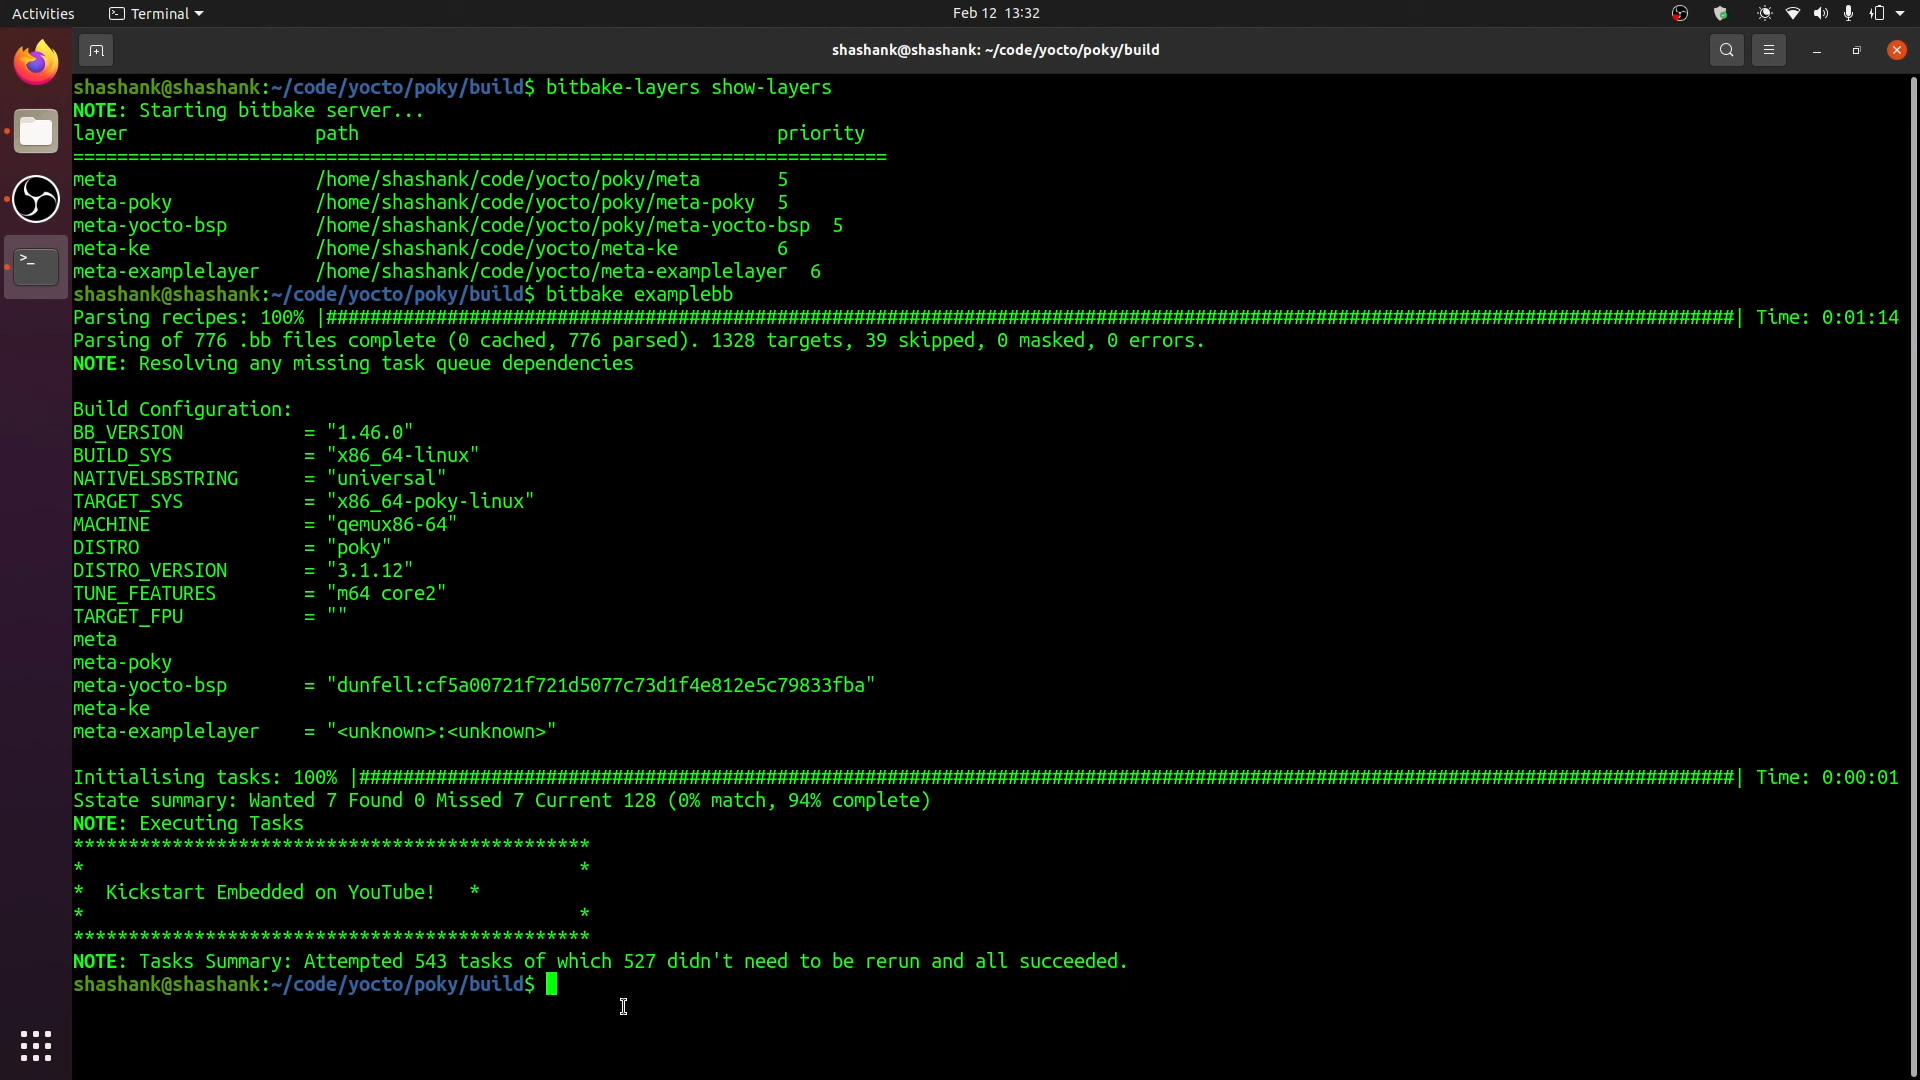 Activities Terminal Feb 12 13:32
shashank@shashank: ~/code/yocto/poky/build
shashank@shashank:~/code/yocto/poky/build$ bitbake-layers show-layers
NOTE: Starting bitbake server...
layer                 path                                      priority
==========================================================================
meta                  /home/shashank/code/yocto/poky/meta       5
meta-poky             /home/shashank/code/yocto/poky/meta-poky  5
meta-yocto-bsp        /home/shashank/code/yocto/poky/meta-yocto-bsp  5
meta-ke               /home/shashank/code/yocto/meta-ke         6
meta-examplelayer     /home/shashank/code/yocto/meta-examplelayer  6
shashank@shashank:~/code/yocto/poky/build$ bitbake examplebb
Parsing recipes: 100% |################################################################################################################################| Time: 0:01:14
Parsing of 776 .bb files complete (0 cached, 776 parsed). 1328 targets, 39 skipped, 0 masked, 0 errors.
NOTE: Resolving any missing task queue dependencies
Build Configuration:
BB_VERSION           = "1.46.0"
BUILD_SYS            = "x86_64-linux"
NATIVELSBSTRING      = "universal"
TARGET_SYS           = "x86_64-poky-linux"
MACHINE              = "qemux86-64"
DISTRO               = "poky"
DISTRO_VERSION       = "3.1.12"
TUNE_FEATURES        = "m64 core2"
TARGET_FPU           = ""
meta
meta-poky
meta-yocto-bsp       = "dunfell:cf5a00721f721d5077c73d1f4e812e5c79833fba"
meta-ke
meta-examplelayer    = "<unknown>:<unknown>"
Initialising tasks: 100% |#############################################################################################################################| Time: 0:00:01
Sstate summary: Wanted 7 Found 0 Missed 7 Current 128 (0% match, 94% complete)
NOTE: Executing Tasks
***********************************************
*                                              *
*  Kickstart Embedded on YouTube!   *
*                                              *
***********************************************
NOTE: Tasks Summary: Attempted 543 tasks of which 527 didn't need to be rerun and all succeeded.
shashank@shashank:~/code/yocto/poky/build$